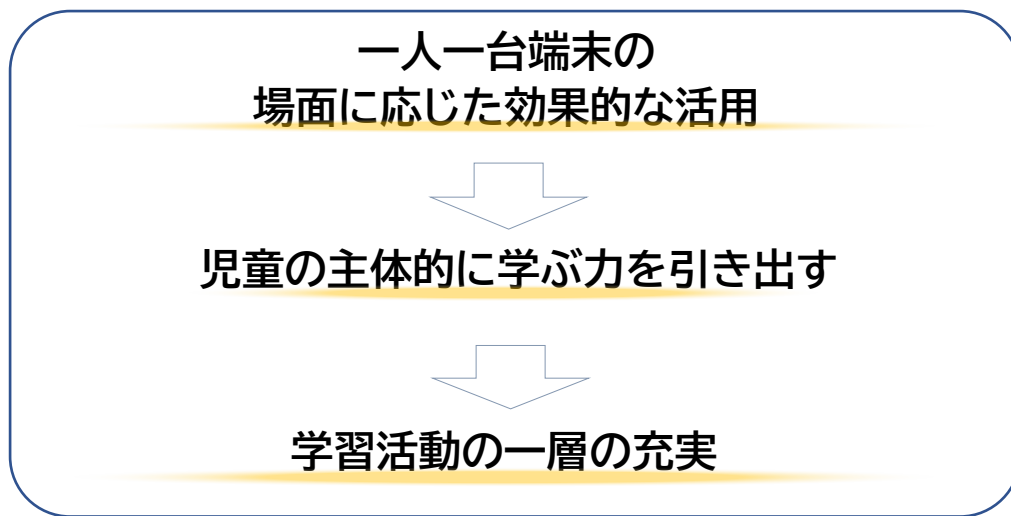 一人一台端末の
場面に応じた効果的な活用
児童の主体的に学ぶ力を引き出す
学習活動の一層の充実